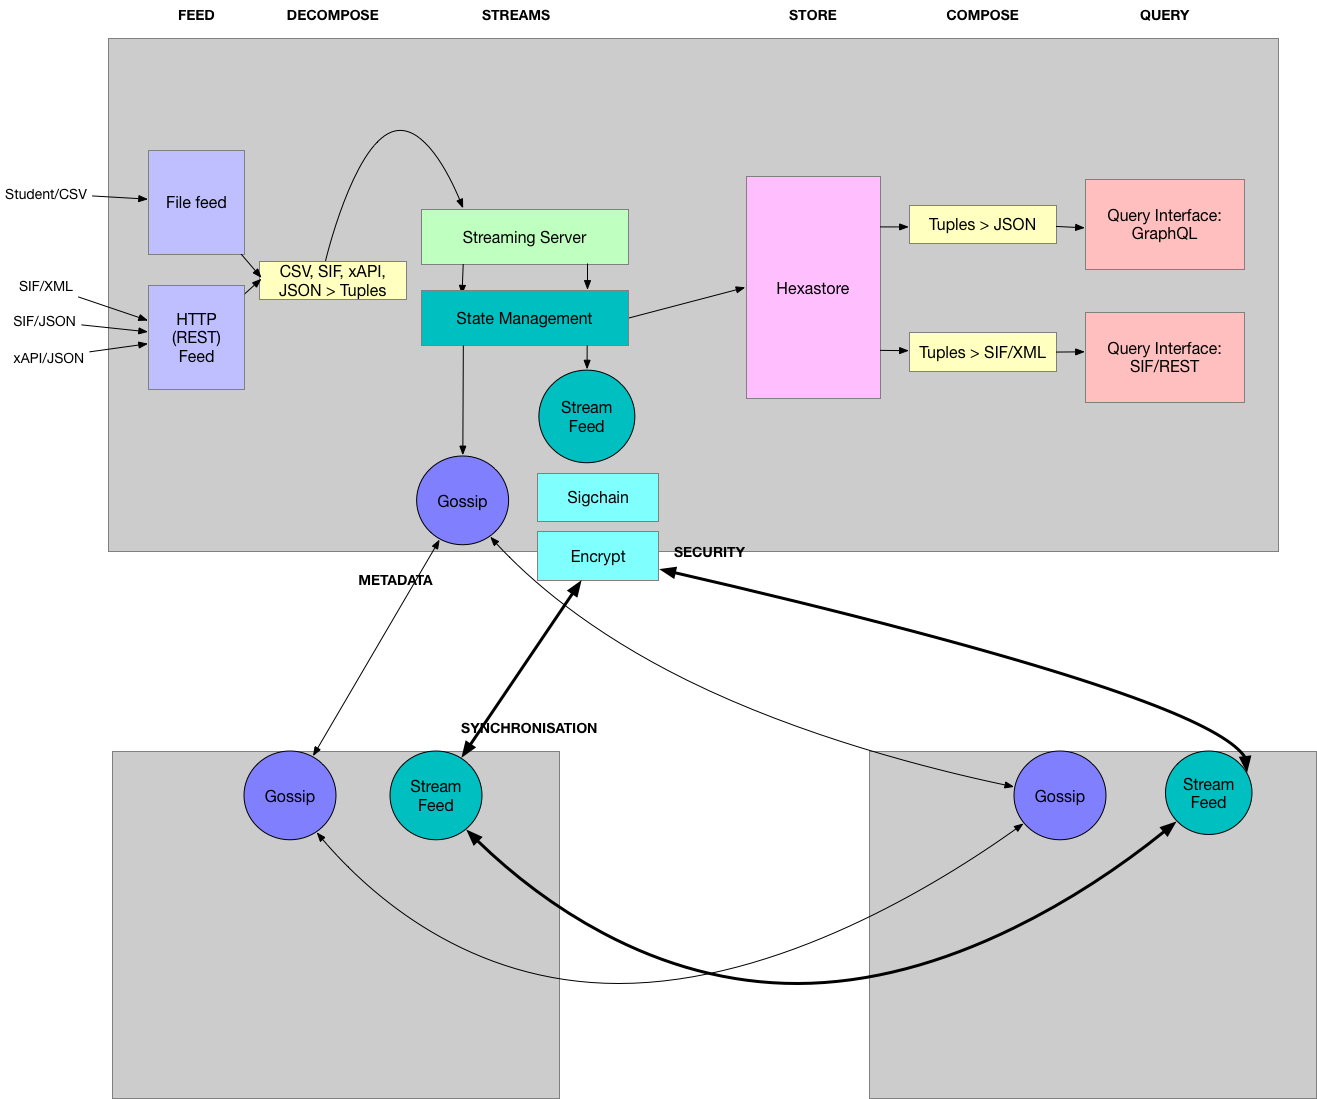 FEED
DECOMPOSE
STREAMS
STORE
COMPOSE
QUERY
Student/CSV
File feed
SIF/XML
SIF/JSON
xAPI/JSON
HTTP
(REST)
Feed
CSV, SIF, xAPI,
JSON > Tuples
Streaming Server
State Management
Stream
Feed
Gossip
Sigchain
Encrypt
Hexastore
Tuples > JSON
Tuples > SIF/XML
Query Interface:
GraphQL
Query Interface:
SIF/REST
SECURITY
METADATA
SYNCHRONISATION
Gossip
Stream
Feed
Gossip
Stream
Feed